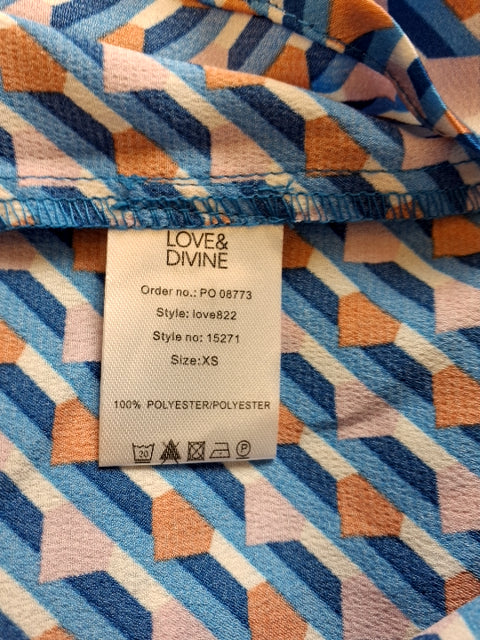 LOVE&
DIVINE
Order no.: PO 08773
Style: love822
Style no: 15271
Size:XS
100% POLYESTER/POLYESTER
20 P